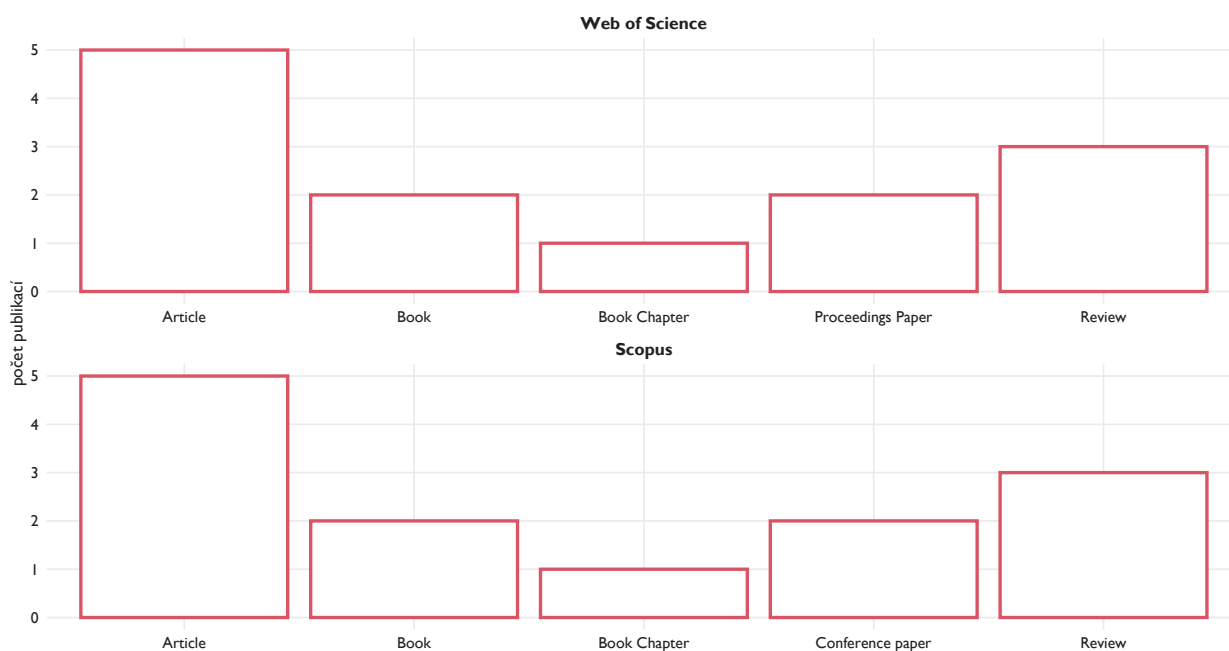 Web of Science
5
4
3
2
1
0
Article Book Book Chapter Proceedings Paper Review
počet publikací
Scopus
5
4
3
2
1
0
Article Book Book Chapter Conference paper Review